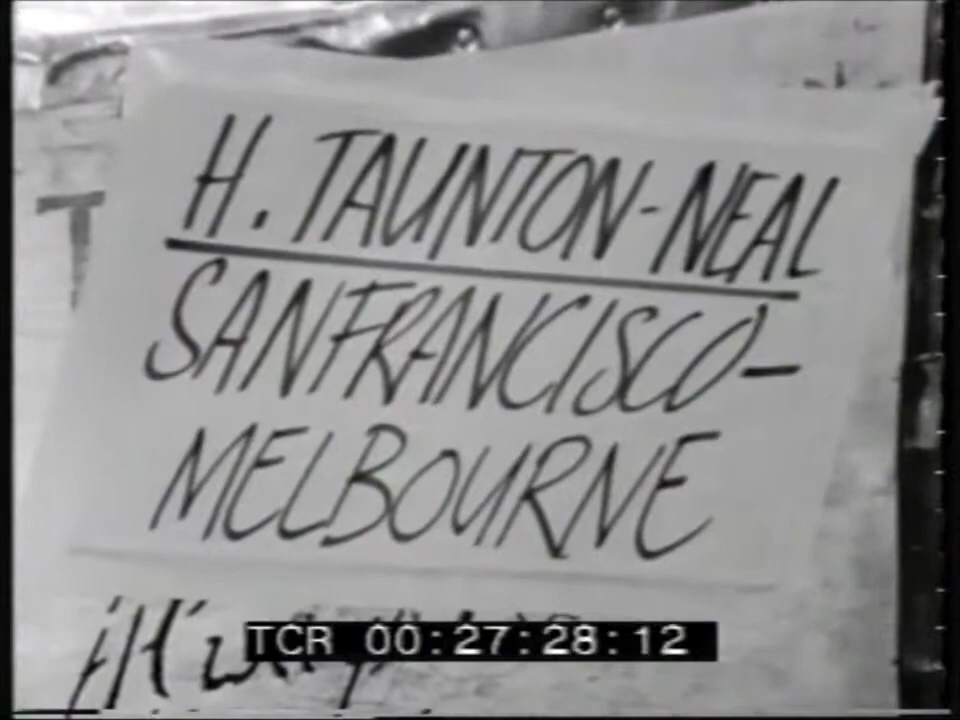 H. TAUNTON-NEAL
SANFRANCISCO-
MELBOURNE
TCR 00:27:28:12